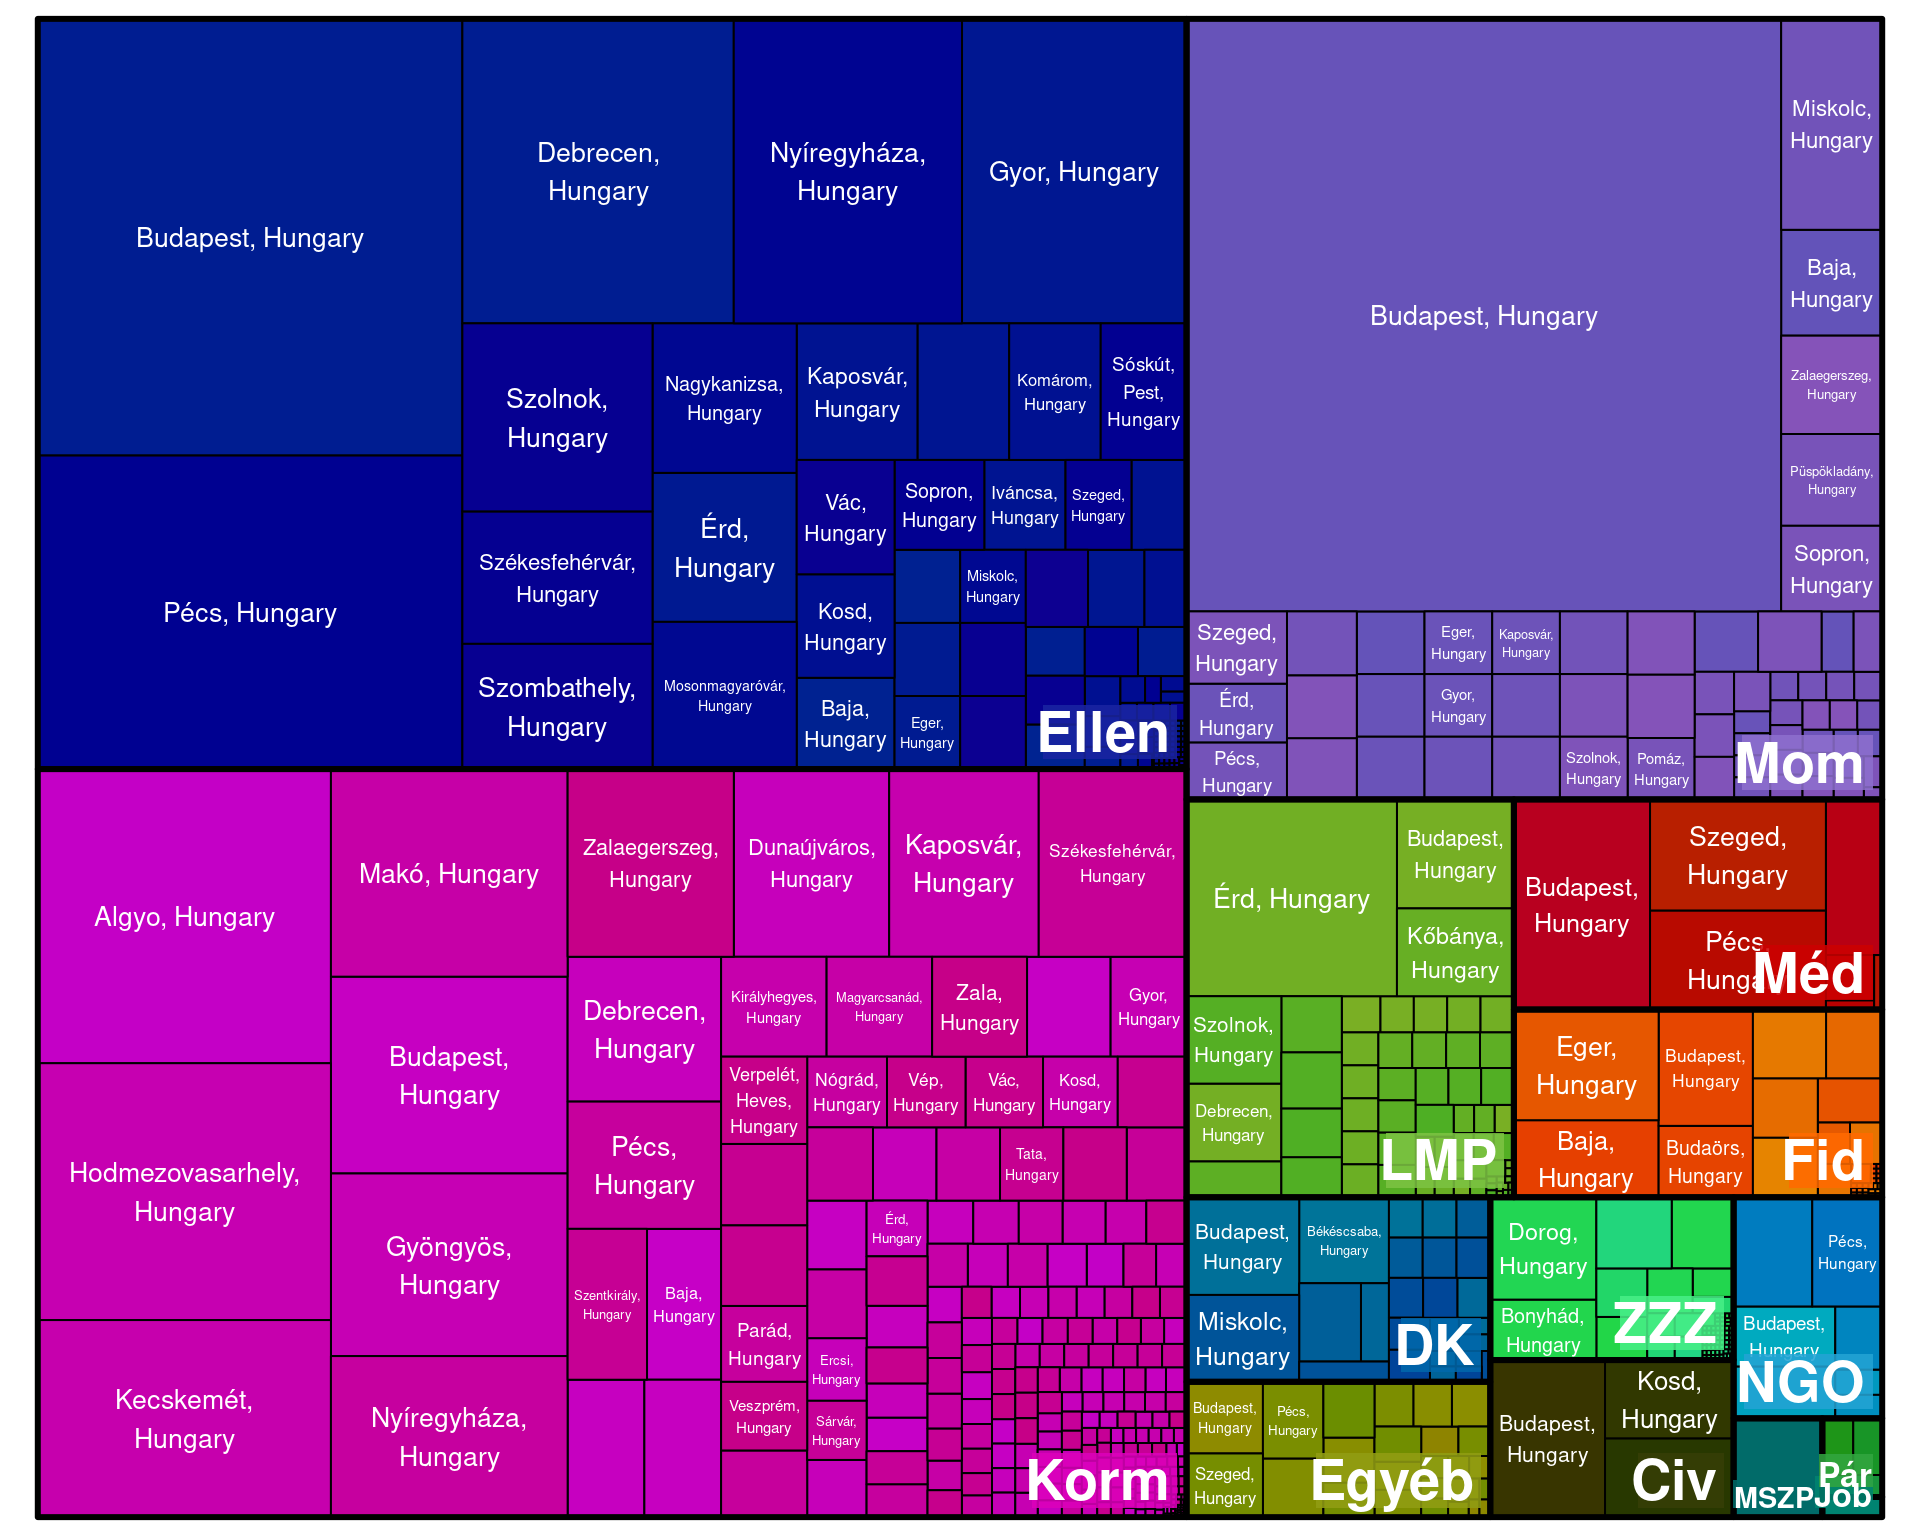 Budapest, Hungary
Pécs, Hungary
Debrecen,
Hungary
Nyíregyháza,
Hungary
Gyor, Hungary
Szolnok,
Hungary
Székesfehérvár,
Hungary
Szombathely,
Hungary
Nagykanizsa,
Hungary
Érd,
Hungary
Mosonmagyaróvár,
Hungary
Kaposvár,
Hungary
Komárom,
Hungary
Sóskút,
Pest,
Hungary
Vác,
Hungary
Kosd,
Hungary
Baja,
Hungary
Sopron,
Hungary
Iváncsa,
Hungary
Szeged,
Hungary
Miskolc,
Hungary
Eger,
Hungary
Ellen
Budapest, Hungary
Miskolc,
Hungary
Baja,
Hungary
Zalaegerszeg,
Hungary
Püspökladány,
Hungary
Sopron,
Hungary
Szeged,
Hungary
Érd,
Hungary
Pécs,
Hungary
Eger,
Hungary
Kaposvár,
Hungary
Gyor,
Hungary
Szolnok,
Hungary
Pomáz,
Hungary
Mom
Algyo, Hungary
Hodmezovasarhely,
Hungary
Kecskemét,
Hungary
Makó, Hungary
Budapest,
Hungary
Gyöngyös,
Hungary
Nyíregyháza,
Hungary
Zalaegerszeg,
Hungary
Dunaújváros,
Hungary
Kaposvár,
Hungary
Székesfehérvár,
Hungary
Debrecen,
Hungary
Pécs,
Hungary
Szentkirály,
Hungary
Baja,
Hungary
Királyhegyes,
Hungary
Magyarcsanád,
Hungary
Zala,
Hungary
Gyor,
Hungary
Verpelét,
Heves,
Hungary
Nógrád,
Hungary
Vép,
Hungary
Vác,
Hungary
Kosd,
Hungary
Tata,
Hungary
Érd,
Hungary
Parád,
Hungary
Veszprém,
Hungary
Ercsi,
Hungary
Sárvár,
Hungary
Korm
Érd, Hungary
Budapest,
Hungary
Kőbánya,
Hungary
Szolnok,
Hungary
Debrecen,
Hungary
LMP
Budapest,
Hungary
Szeged,
Hungary
Pécs,
Hunga
Méd
Eger,
Hungary
Baja,
Hungary
Budapest,
Hungary
Budaörs,
Hungary
Fid
Budapest,
Hungary
Miskolc,
Hungary
Békéscsaba,
Hungary
DK
Dorog,
Hungary
Bonyhád,
Hungary
ZZZ
Pécs,
Hungary
Budapest,
Hungary
NGO
Budapest,
Hungary
Pécs,
Hungary
Szeged,
Hungary
Egyéb
Budapest,
Hungary
Kosd,
Hungary
Civ
Pár
MSZP
Job